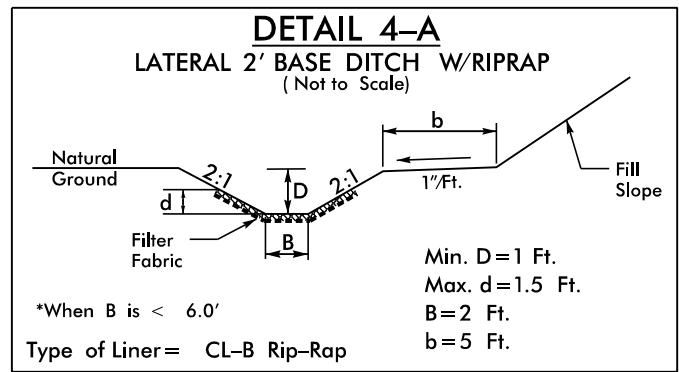 DETAIL 4–A
LATERAL 2' BASE DITCH W/RIPRAP
( Not to Scale)
b
Natural
Ground
2:1
D
2:1
1"/Ft.
Fill
Slope
d
B
Filter
Fabric
Min. D=1 Ft.
Max. d=1.5 Ft.
*When B is < 6.0'
B=2 Ft.
b=5 Ft.
Type of Liner= CL–B Rip–Rap